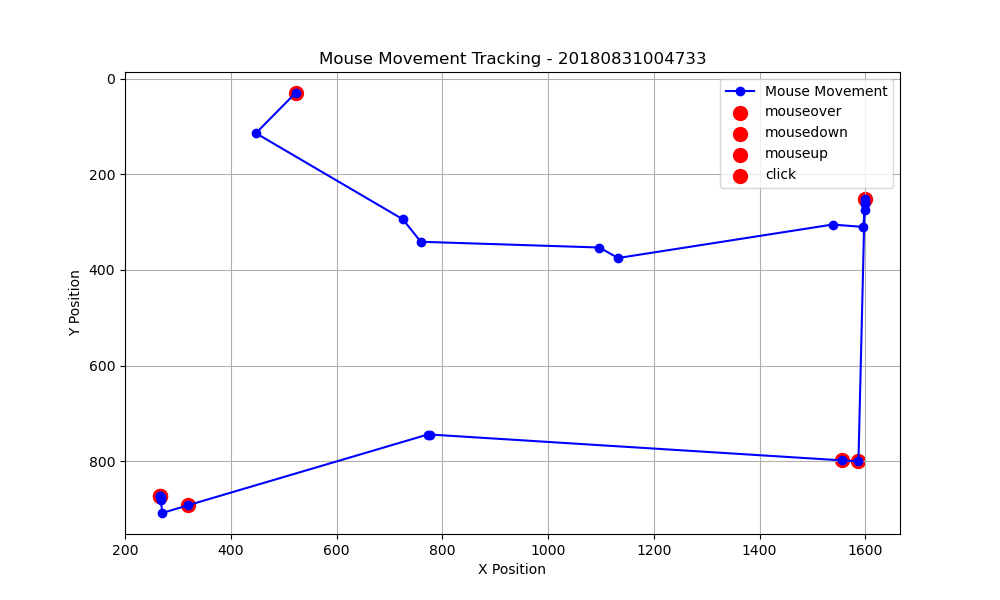 Mouse Movement Tracking - 20180831004733
Mouse Movement
mouseover
mousedown
mouseup
click
0
200
400
600
800
Y Position
200 400 600 800 1000 1200 1400 1600
X Position